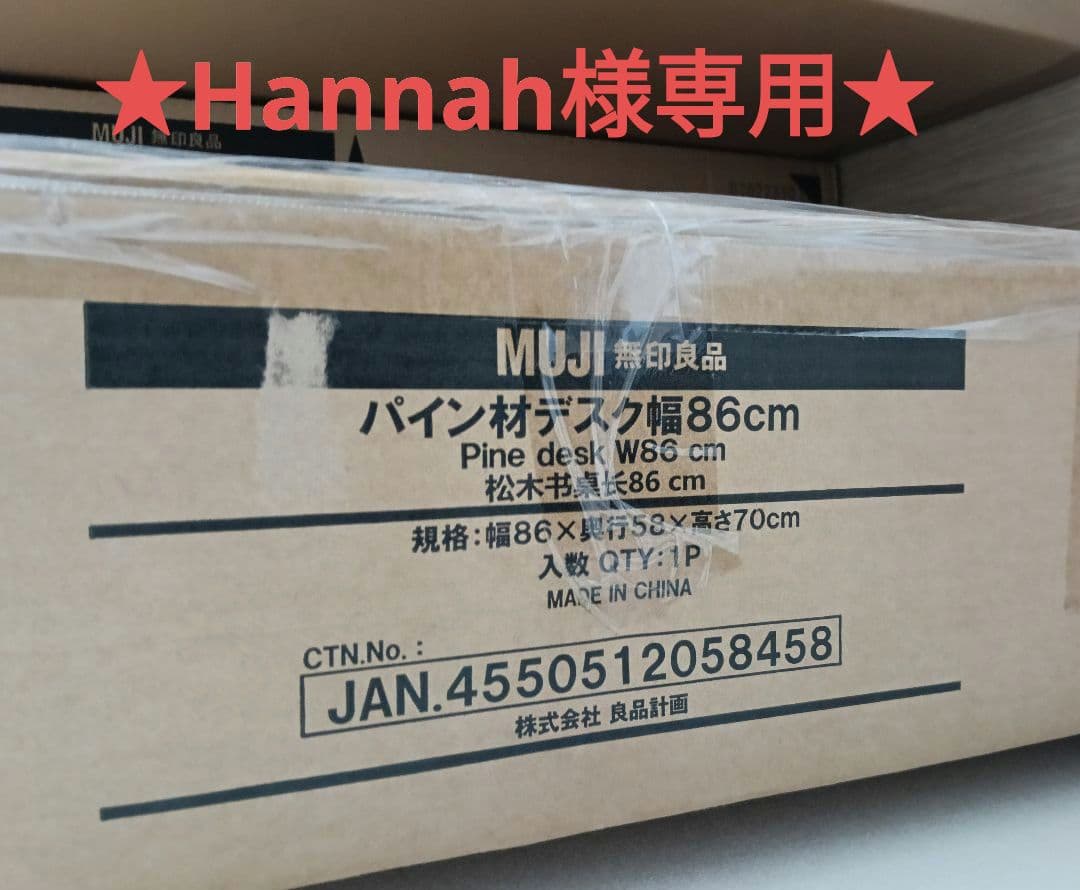 ★Hannah様専用★
MUJI 無印良品
MUJI 無印良品
パイン材デスク幅86cm
Pine desk W86 cm
松木书桌长86 cm
規格:幅86×奥行58×高さ70cm
入数 QTY:1P
MADE IN CHINA
CTN.No. :
JAN.4550512058458
株式会社 良品計画